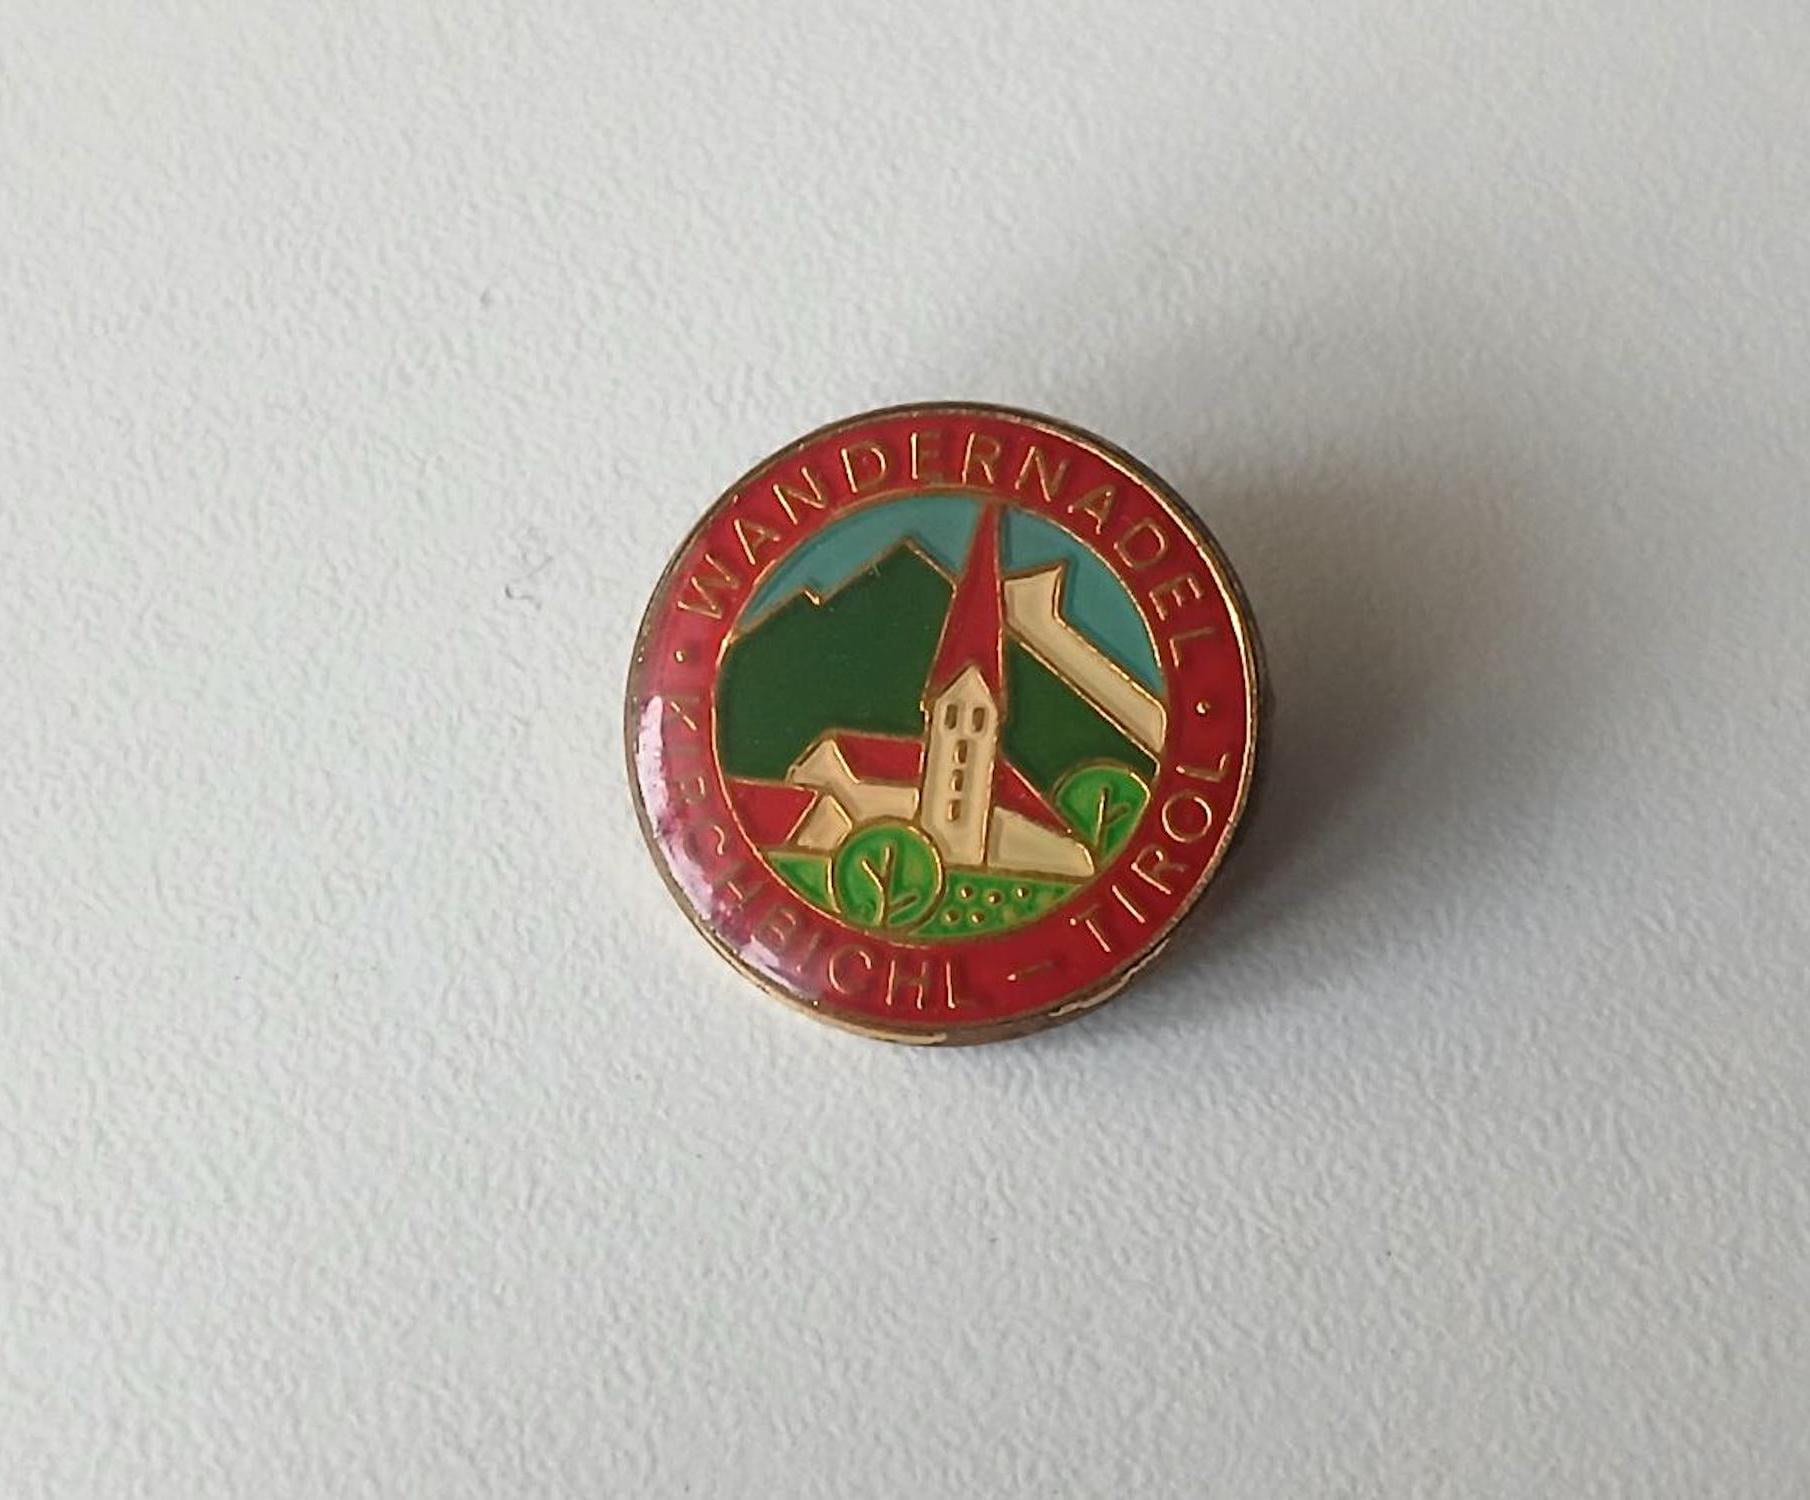 · WANDERNADEL ·
KIRCHBICHL – TIROL